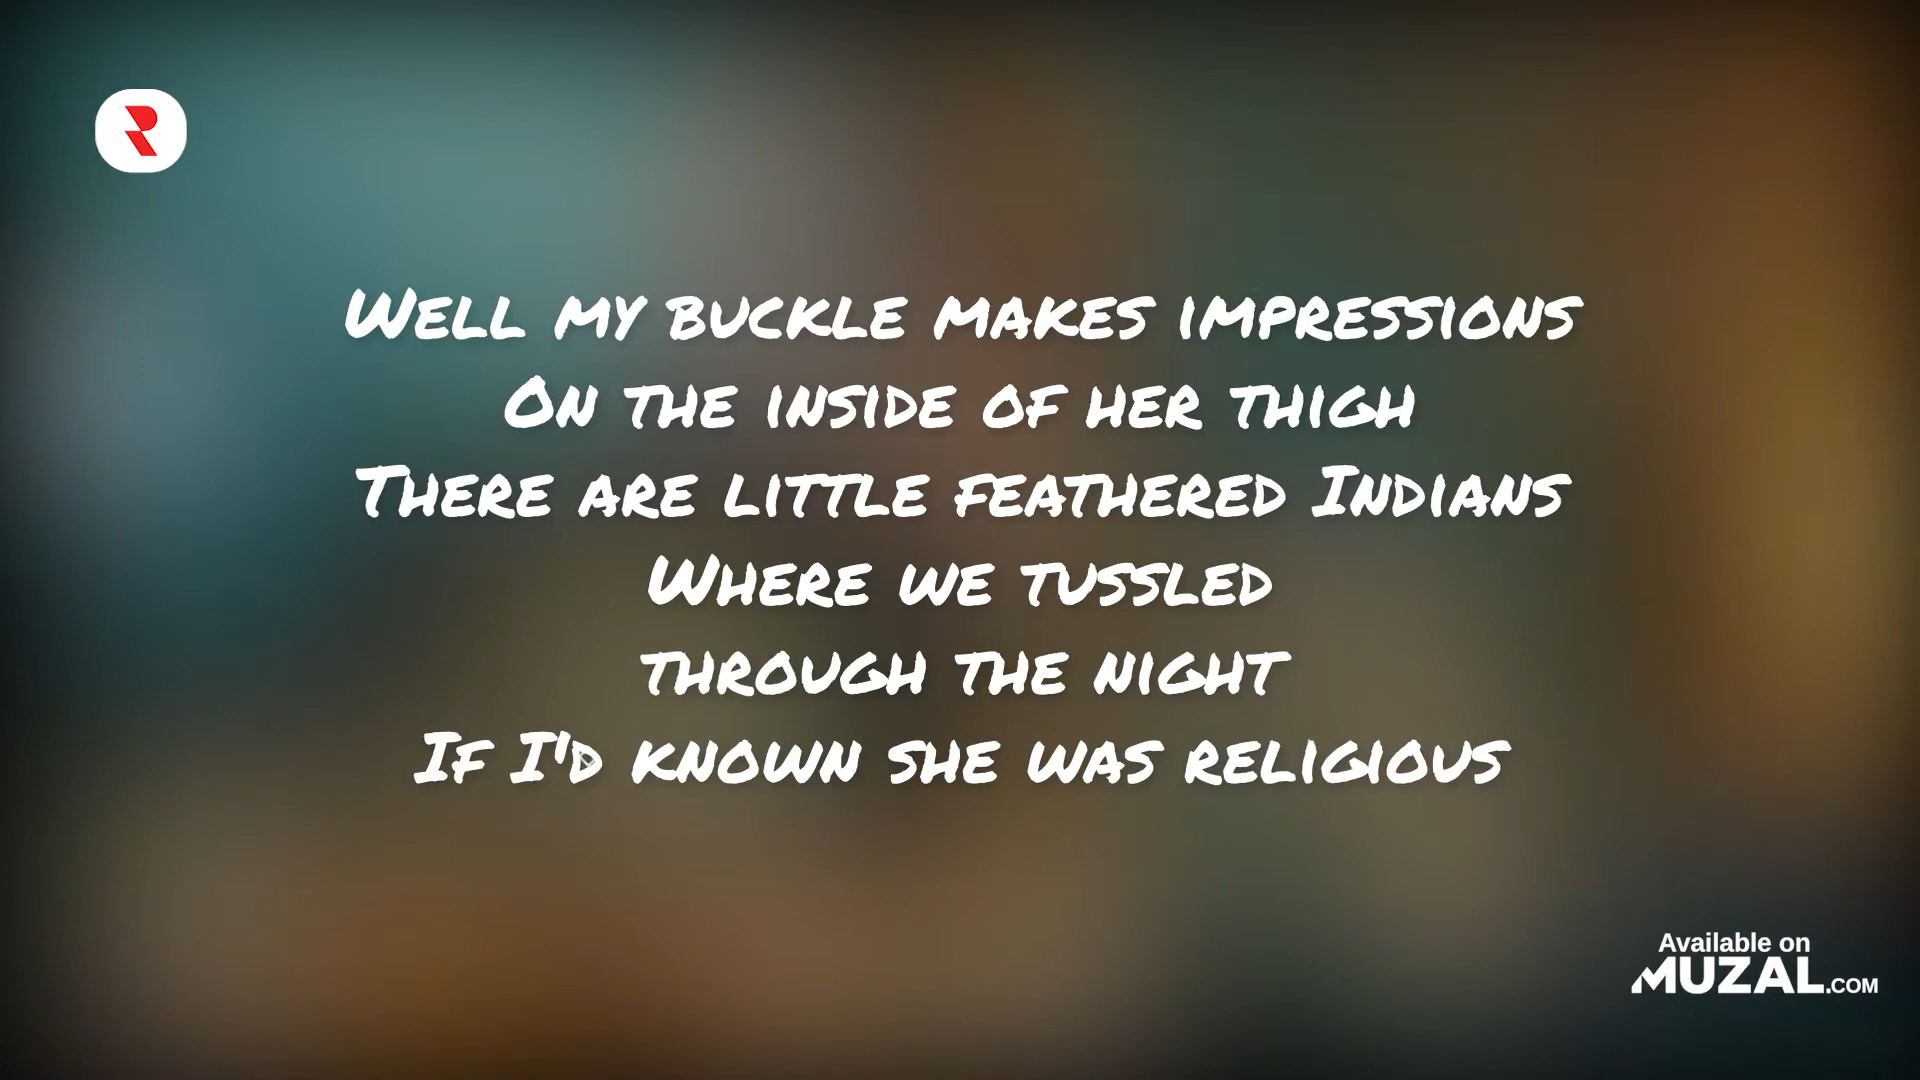 Well my buckle makes impressions
On the inside of her thigh
There are little feathered Indians
Where we tussled
through the night
If I'd known she was religious
Available on
MUZAL.COM